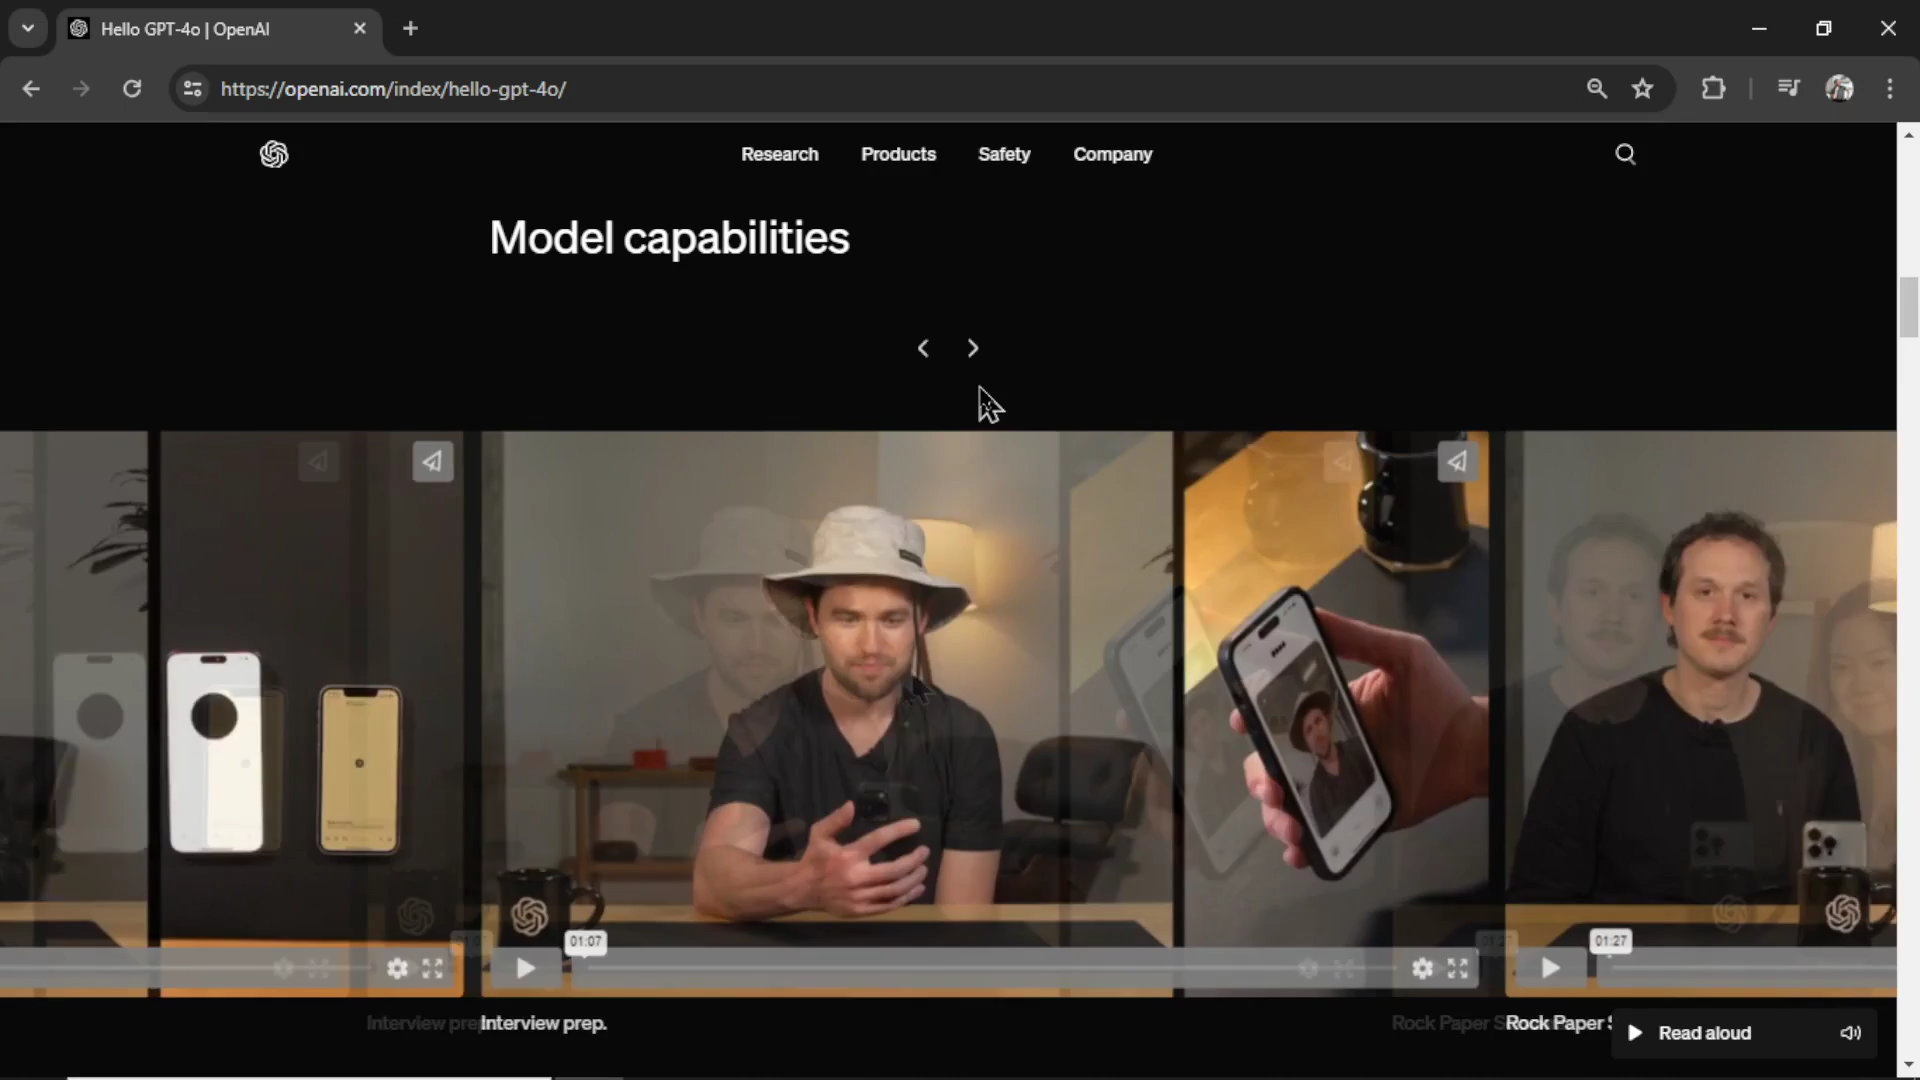 Hello GPT-4o | OpenAI
https://openai.com/index/hello-gpt-4o/
Research Products Safety Company
Model capabilities
01:07
01:27
Interview prep.
Rock Paper S
Read aloud